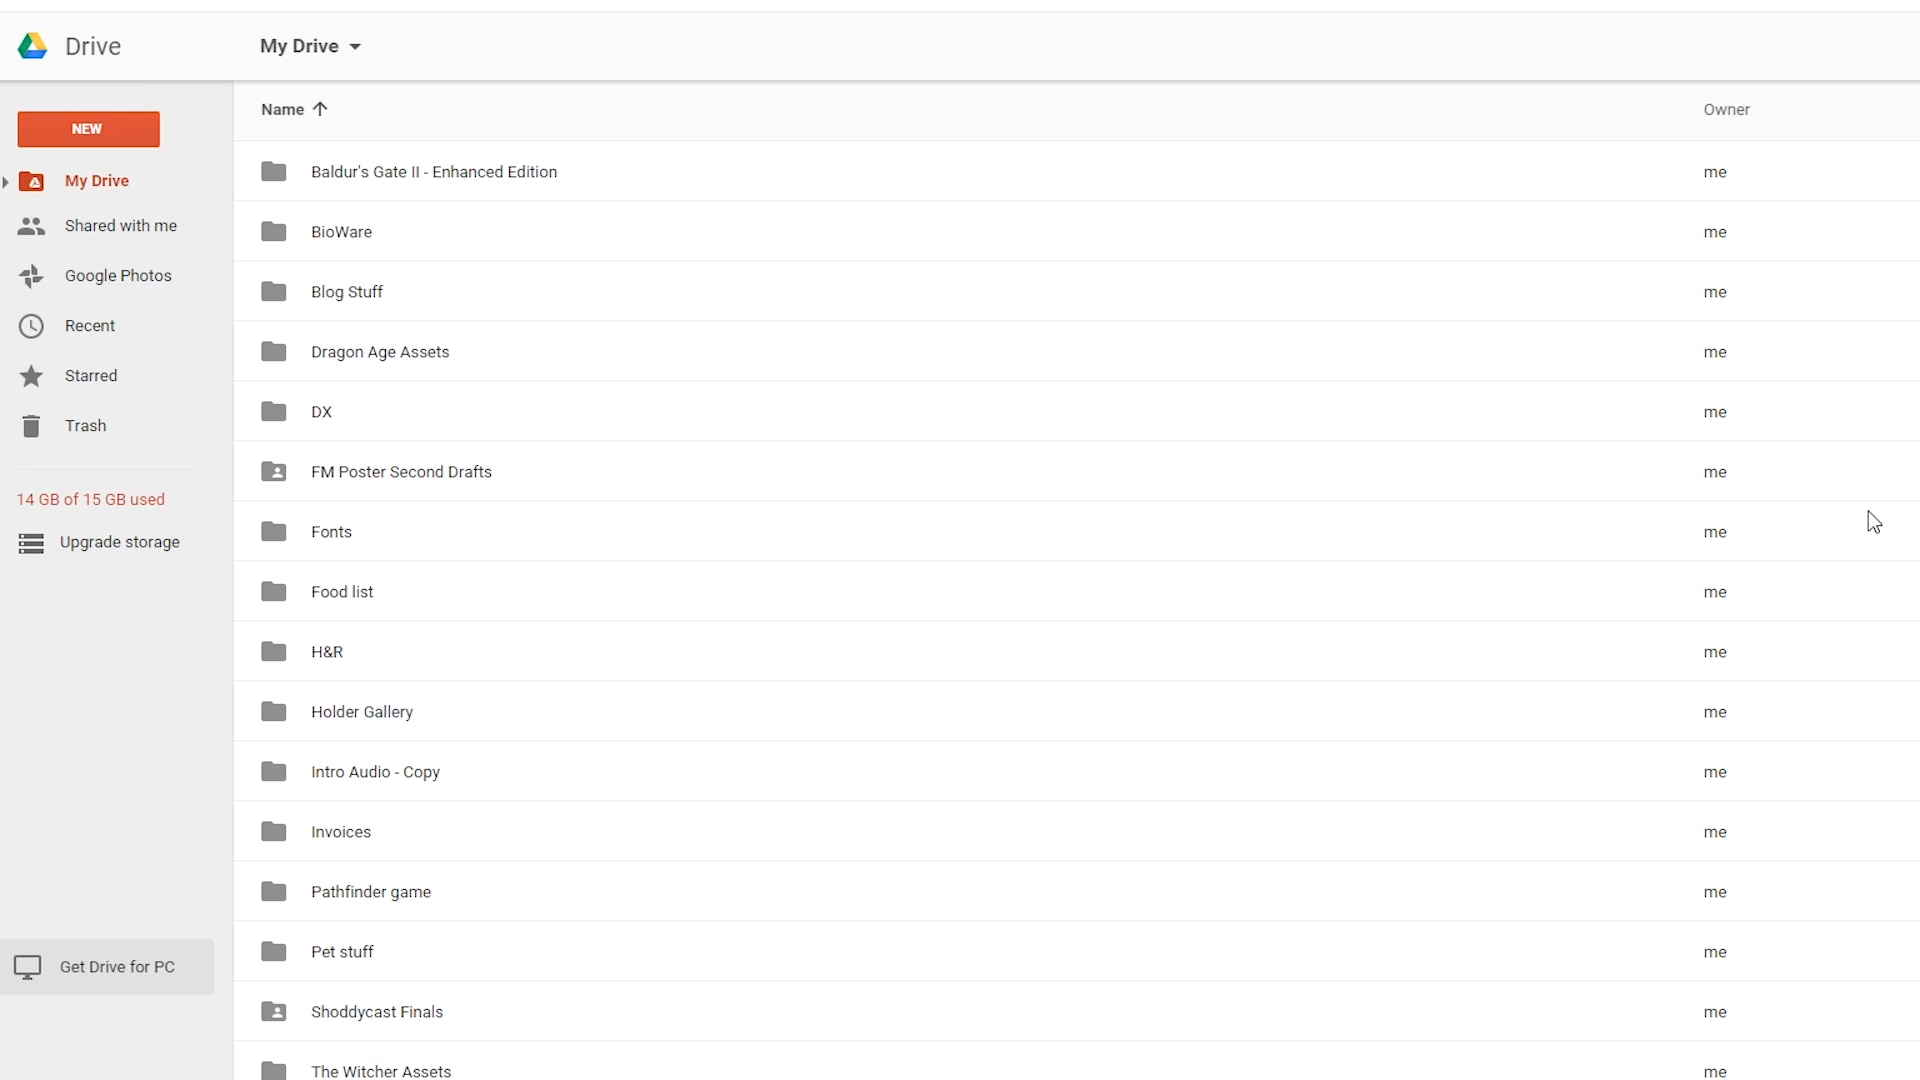 Drive
My Drive
Name
Owner
NEW
My Drive
Shared with me
Google Photos
Recent
Starred
Trash
14 GB of 15 GB used
Upgrade storage
Get Drive for PC
Baldur's Gate II - Enhanced Edition me
BioWare me
Blog Stuff me
Dragon Age Assets me
DX me
FM Poster Second Drafts me
Fonts me
Food list me
H&R me
Holder Gallery me
Intro Audio - Copy me
Invoices me
Pathfinder game me
Pet stuff me
Shoddycast Finals me
The Witcher Assets me